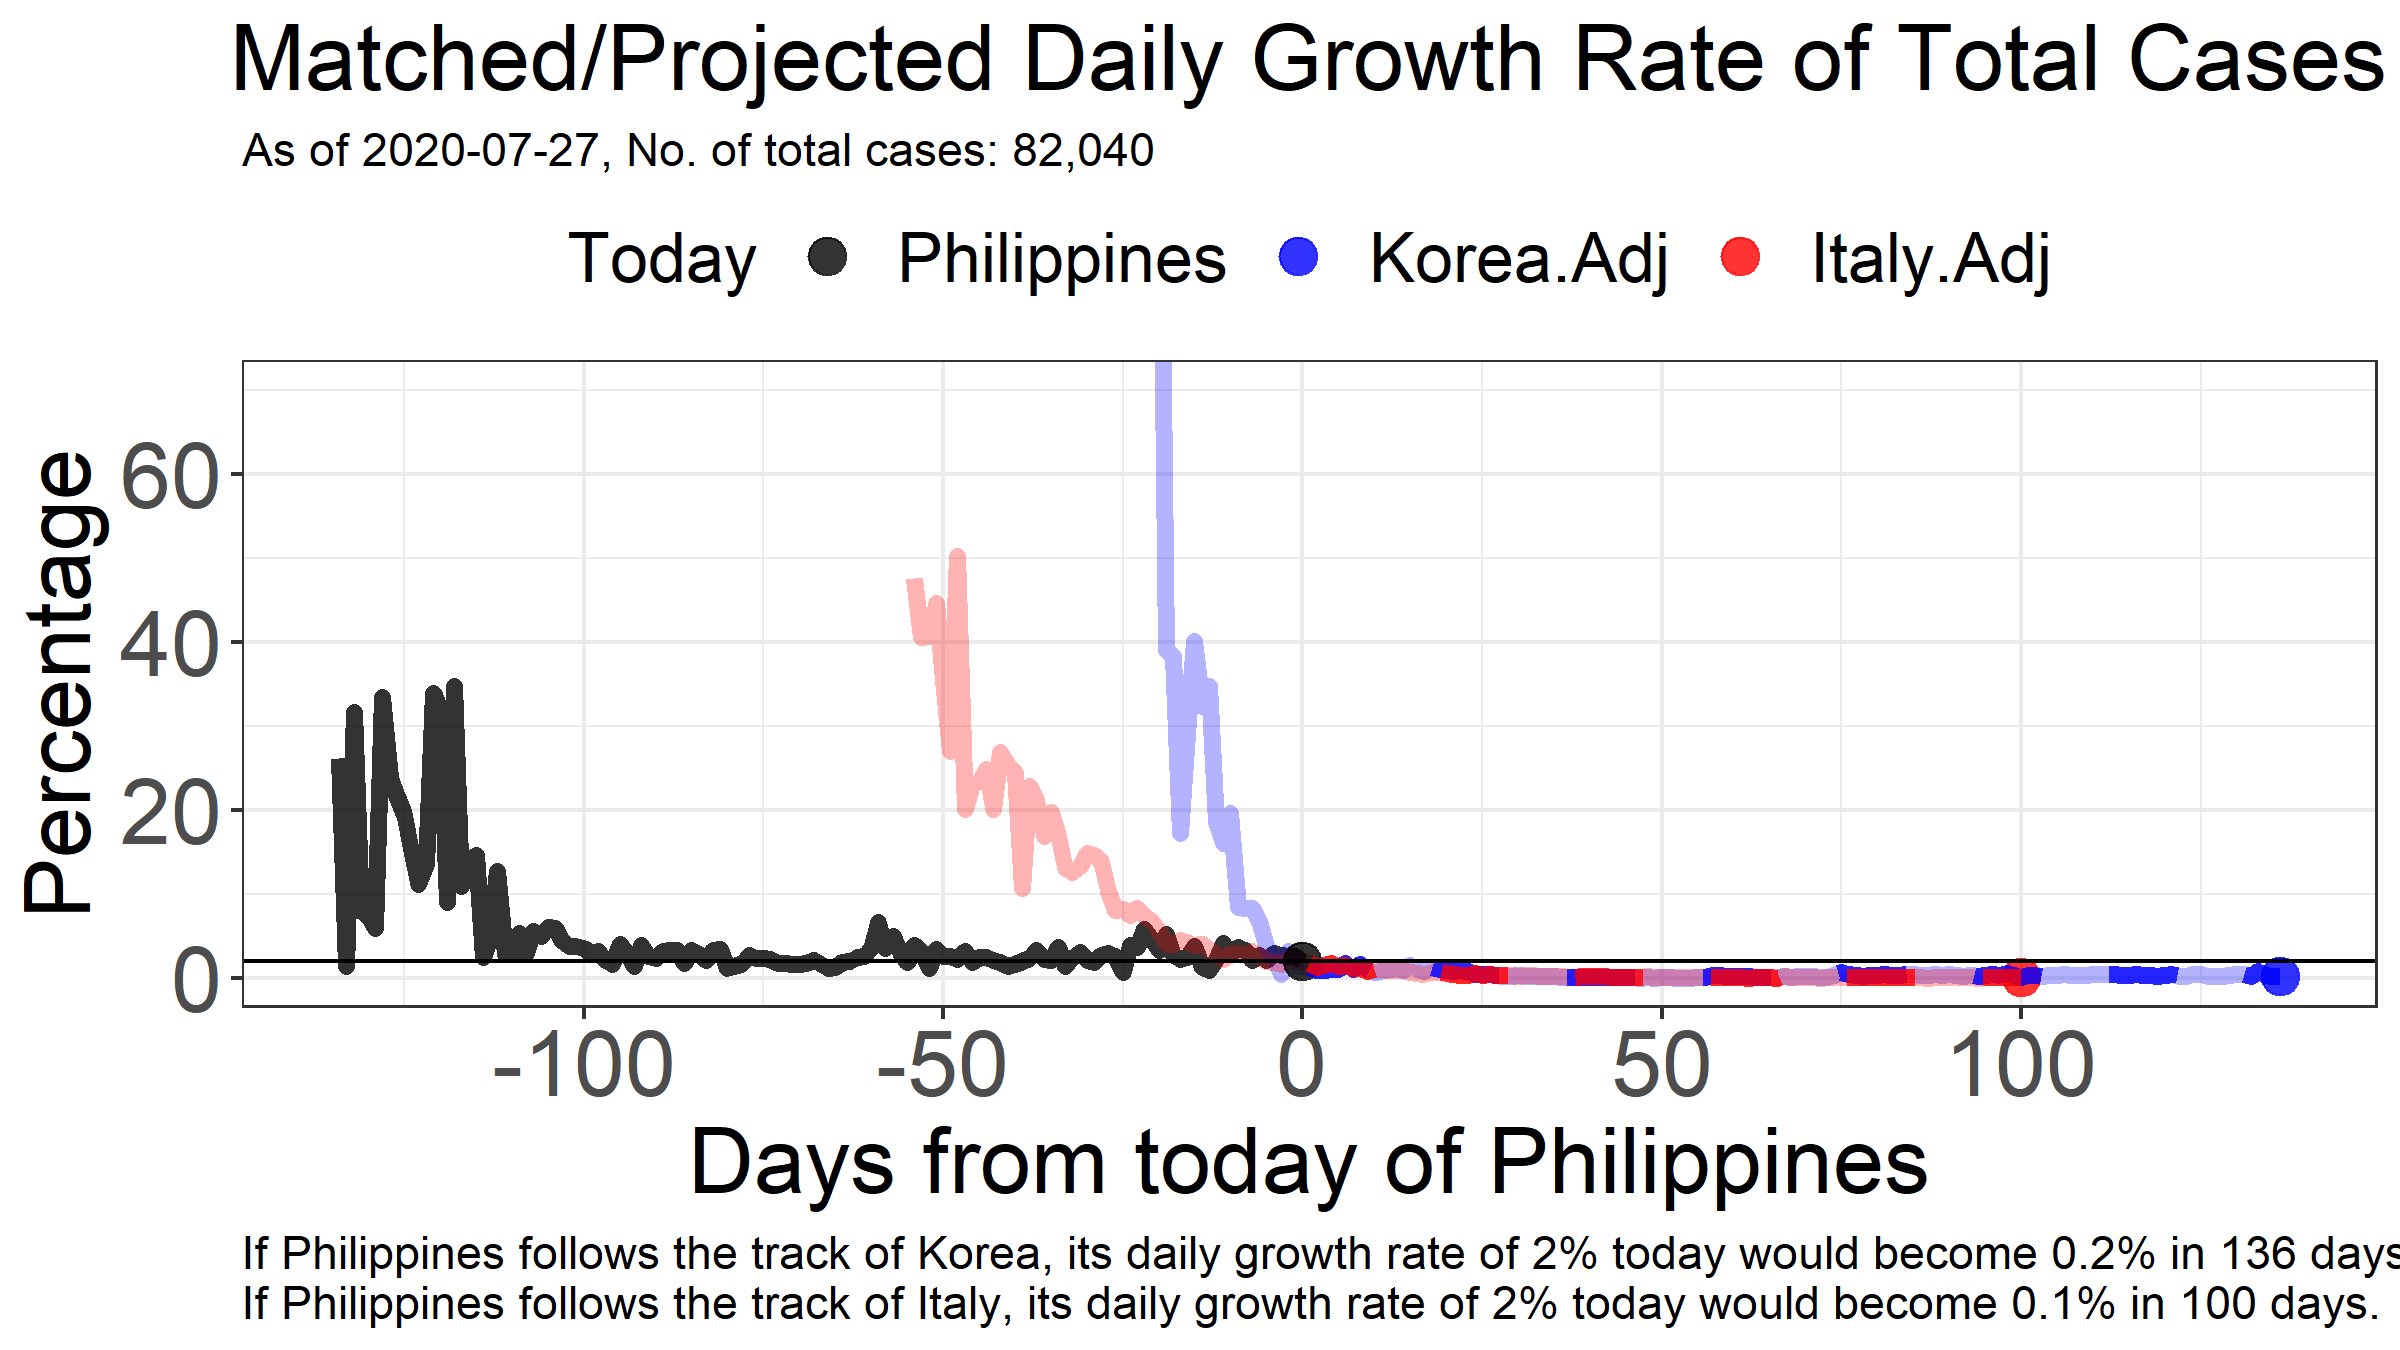 Matched/Projected Daily Growth Rate of Total Cases
As of 2020-07-27, No. of total cases: 82,040
Today Philippines Korea.Adj Italy.Adj
Percentage
60
40
20
0
-100 -50 0 50 100
Days from today of Philippines
If Philippines follows the track of Korea, its daily growth rate of 2% today would become 0.2% in 136 days
If Philippines follows the track of Italy, its daily growth rate of 2% today would become 0.1% in 100 days.